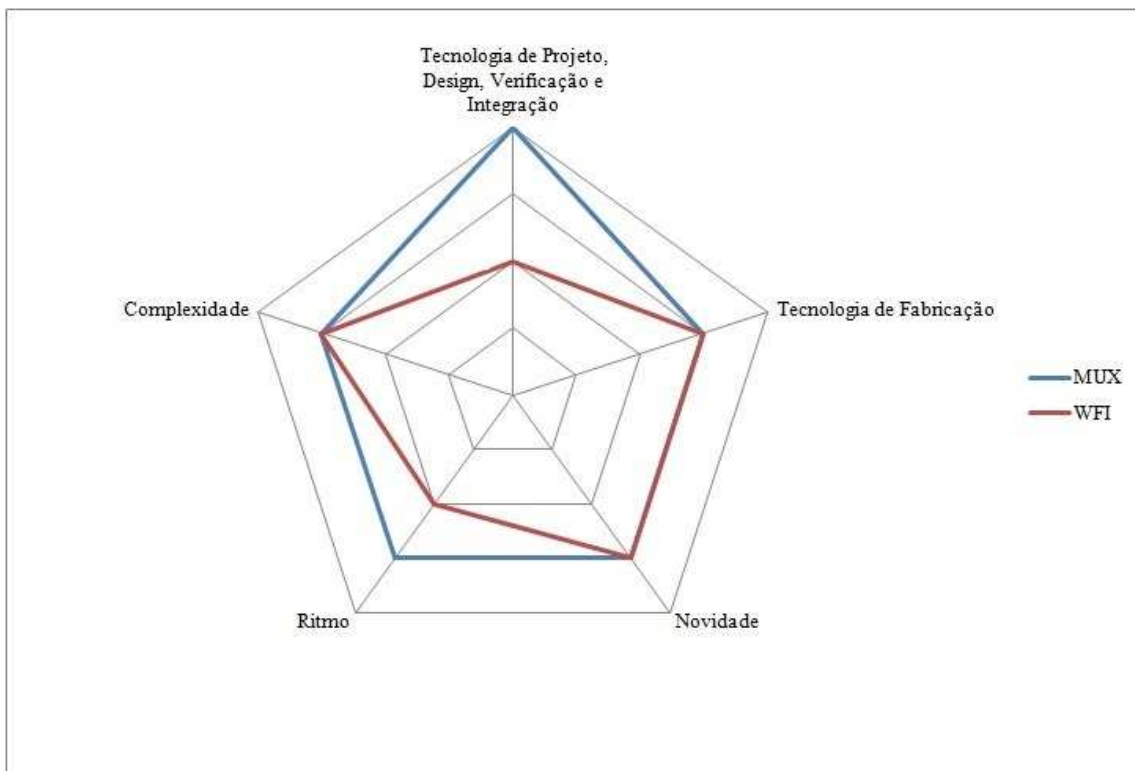 Tecnologia de Projeto,
Design, Verificação e
Integração
Complexidade
Tecnologia de Fabricação
MUX
WFI
Ritmo
Novidade